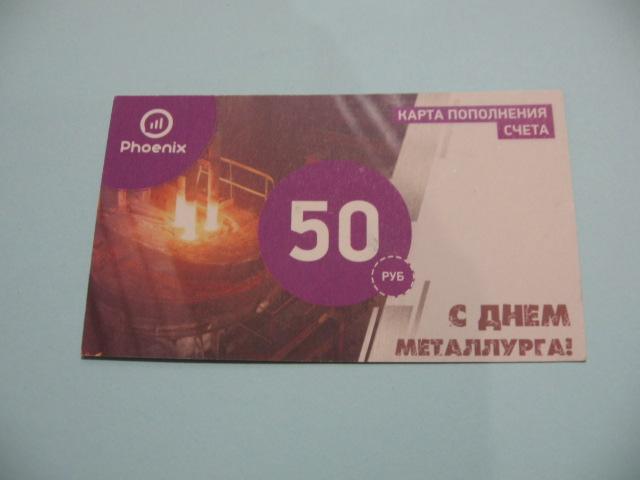 Phoenix
КАРТА ПОПОЛНЕНИЯ
СЧЕТА
50
РУБ
С ДНЕМ
МЕТАЛЛУРГА!